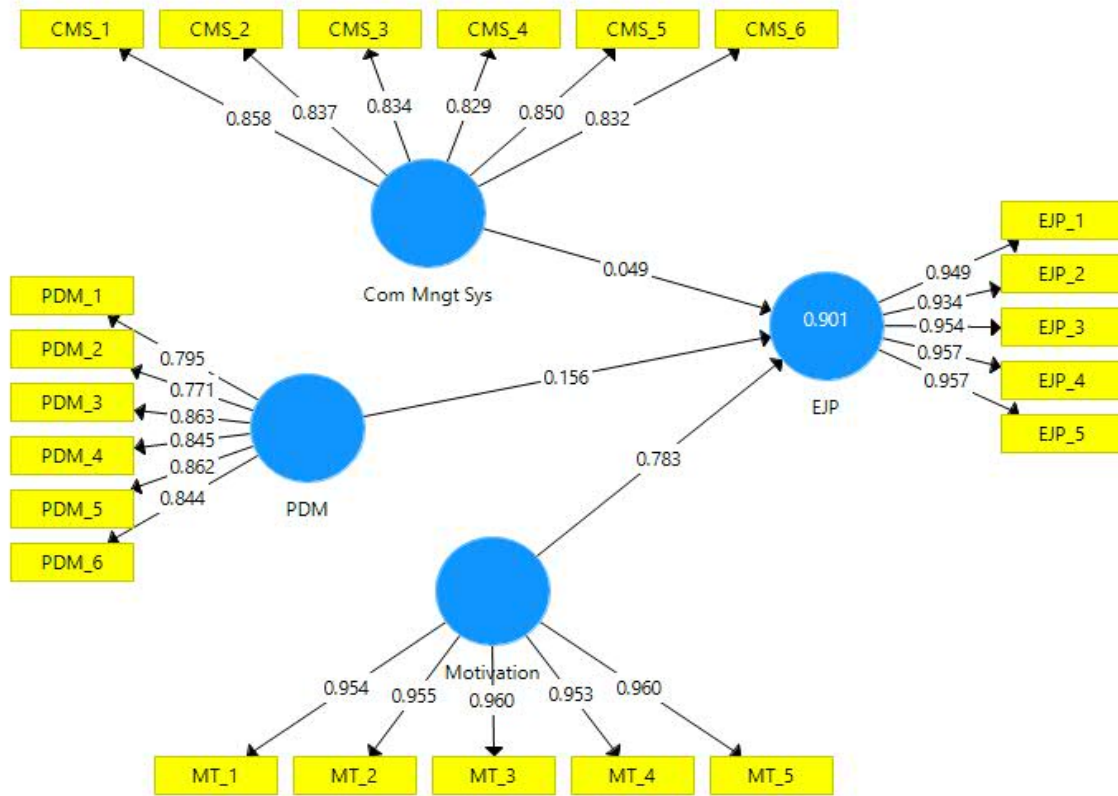 CMS_1
CMS_2
CMS_3
CMS_4
CMS_5
CMS_6
0.858
0.837
0.834
0.829
0.850
0.832
Com Mngt Sys
0.049
PDM_1
PDM_2
PDM_3
PDM_4
PDM_5
PDM_6
0.795
0.771
0.863
0.845
0.862
0.844
PDM
0.156
0.901
EJP
0.949
0.934
0.954
0.957
0.957
EJP_1
EJP_2
EJP_3
EJP_4
EJP_5
0.783
Motivation
0.954
0.955
0.960
0.953
0.960
MT_1
MT_2
MT_3
MT_4
MT_5